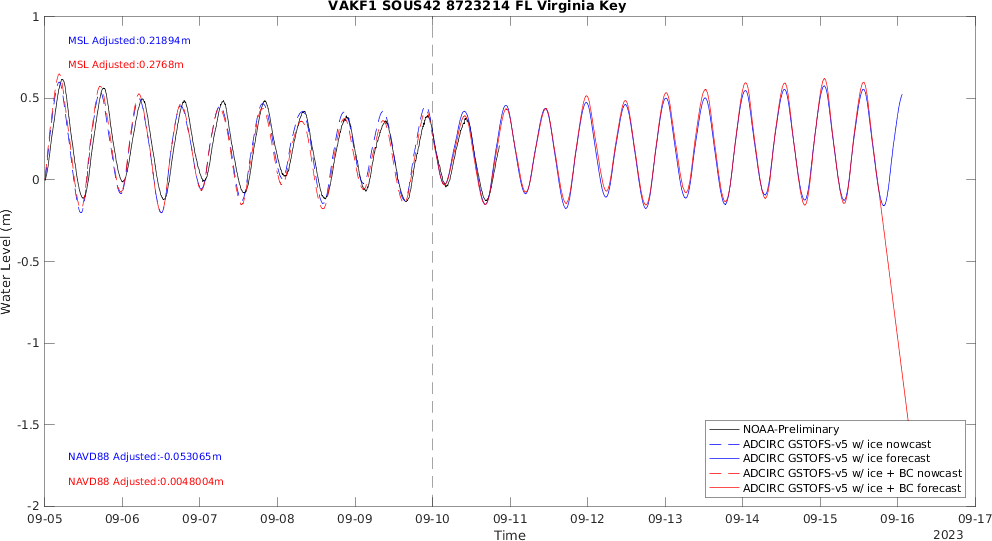 VAKF1 SOUS42 8723214 FL Virginia Key
1
MSL Adjusted:0.21894m
MSL Adjusted:0.2768m
0.5
0
-0.5
-1
-1.5
-2
Water Level (m)
NAVD88 Adjusted:-0.053065m
NAVD88 Adjusted:0.0048004m
NOAA-Preliminary
ADCIRC GSTOFS-v5 w/ ice nowcast
ADCIRC GSTOFS-v5 w/ ice forecast
ADCIRC GSTOFS-v5 w/ ice + BC nowcast
ADCIRC GSTOFS-v5 w/ ice + BC forecast
09-05 09-06 09-07 09-08 09-09 09-10 09-11 09-12 09-13 09-14 09-15 09-16 09-17
Time
2023